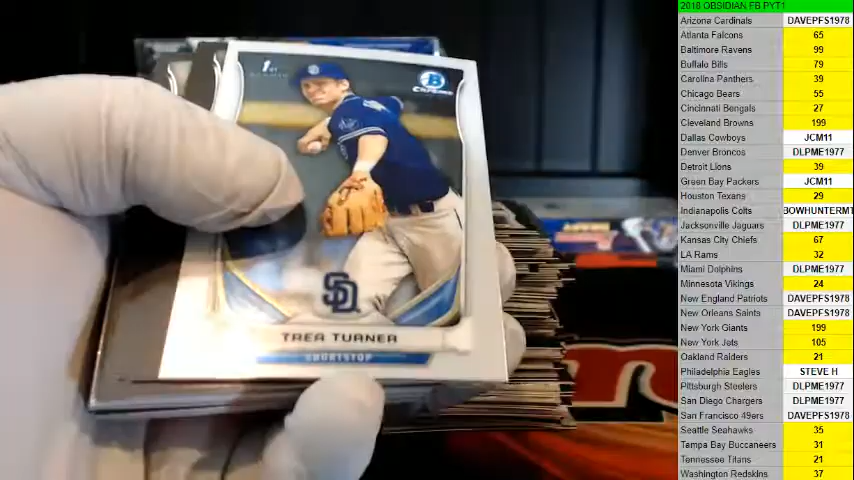 1ST
BOWMAN
B
CHROME
SD
TREA TURNER
SHORTSTOP
2018 OBSIDIAN FB PYT1
Arizona Cardinals DAVEPFS1978
Atlanta Falcons 65
Baltimore Ravens 99
Buffalo Bills 79
Carolina Panthers 39
Chicago Bears 55
Cincinnati Bengals 27
Cleveland Browns 199
Dallas Cowboys JCM11
Denver Broncos DLPME1977
Detroit Lions 39
Green Bay Packers JCM11
Houston Texans 29
Indianapolis Colts BOWHUNTERMT
Jacksonville Jaguars DLPME1977
Kansas City Chiefs 67
LA Rams 32
Miami Dolphins DLPME1977
Minnesota Vikings 24
New England Patriots DAVEPFS1978
New Orleans Saints DAVEPFS1978
New York Giants 199
New York Jets 105
Oakland Raiders 21
Philadelphia Eagles STEVE H
Pittsburgh Steelers DLPME1977
San Diego Chargers DLPME1977
San Francisco 49ers DAVEPFS1978
Seattle Seahawks 35
Tampa Bay Buccaneers 31
Tennessee Titans 21
Washington Redskins 37